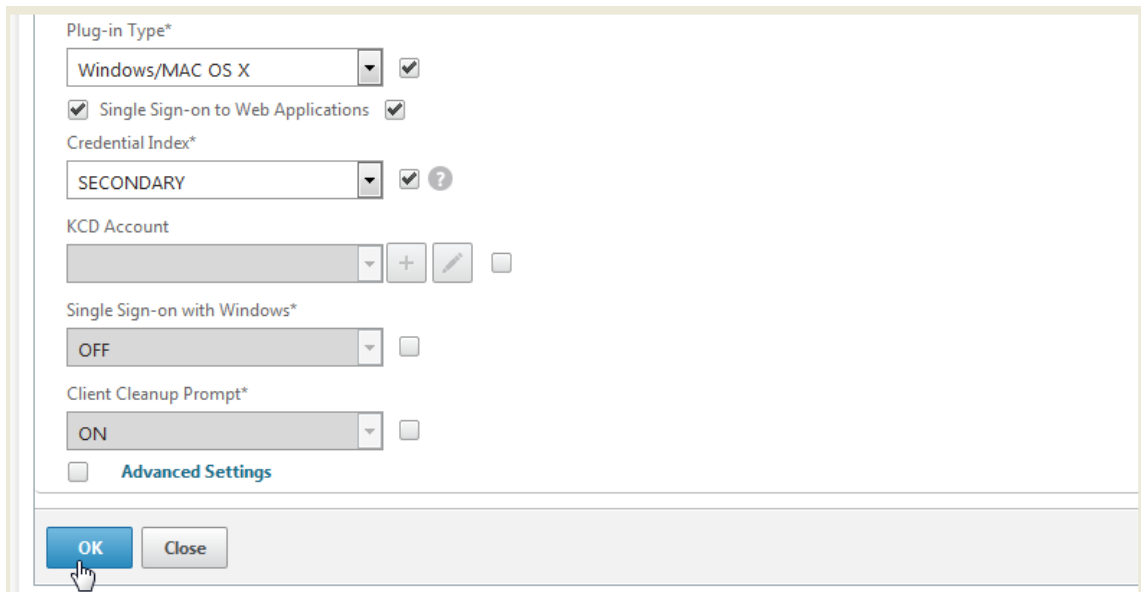 Plug-in Type*
Windows/MAC OS X
Single Sign-on to Web Applications
Credential Index*
SECONDARY
?
KCD Account
+
Single Sign-on with Windows*
OFF
Client Cleanup Prompt*
ON
Advanced Settings
OK Close